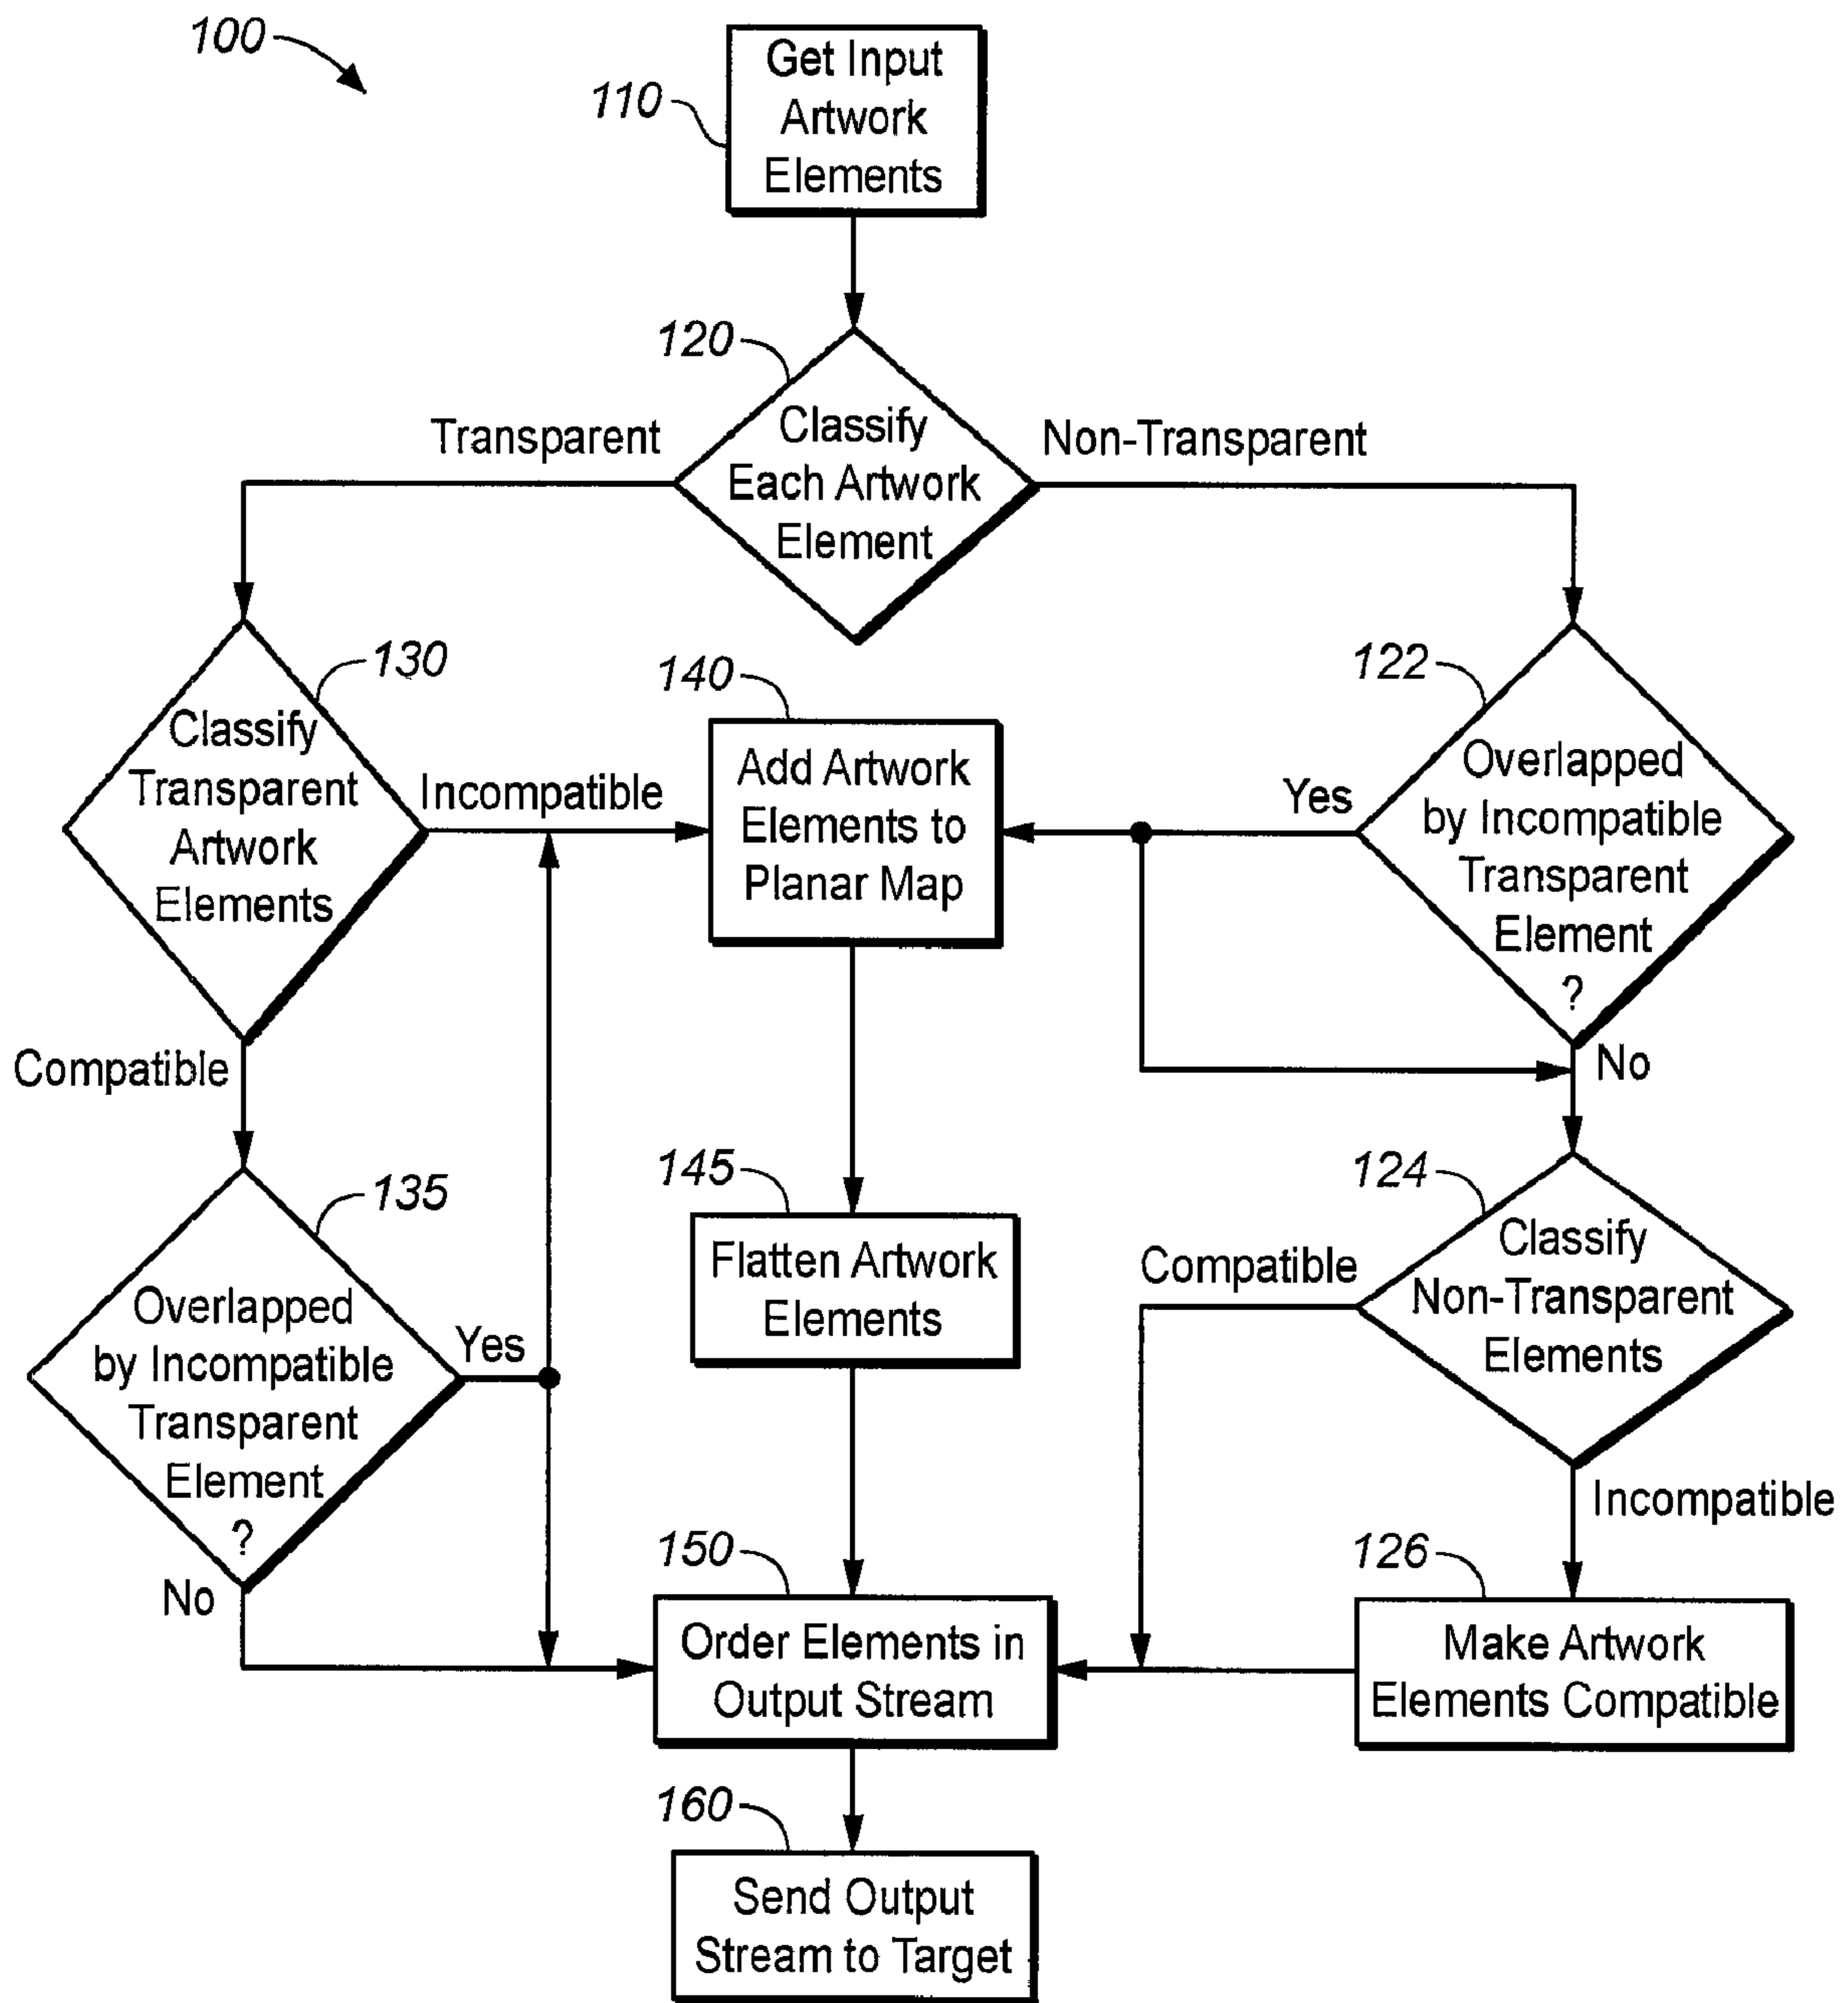 100
110
Get Input
Artwork
Elements
120
Classify
Each Artwork
Element
Transparent
Non-Transparent
130
Classify
Transparent
Artwork
Elements
Incompatible
Compatible
140
Add Artwork
Elements to
Planar Map
122
Overlapped
by Incompatible
Transparent
Element
?
Yes
No
135
Overlapped
by Incompatible
Transparent
Element
?
Yes
No
145
Flatten Artwork
Elements
124
Classify
Non-Transparent
Elements
Compatible
Incompatible
150
Order Elements in
Output Stream
126
Make Artwork
Elements Compatible
160
Send Output
Stream to Target